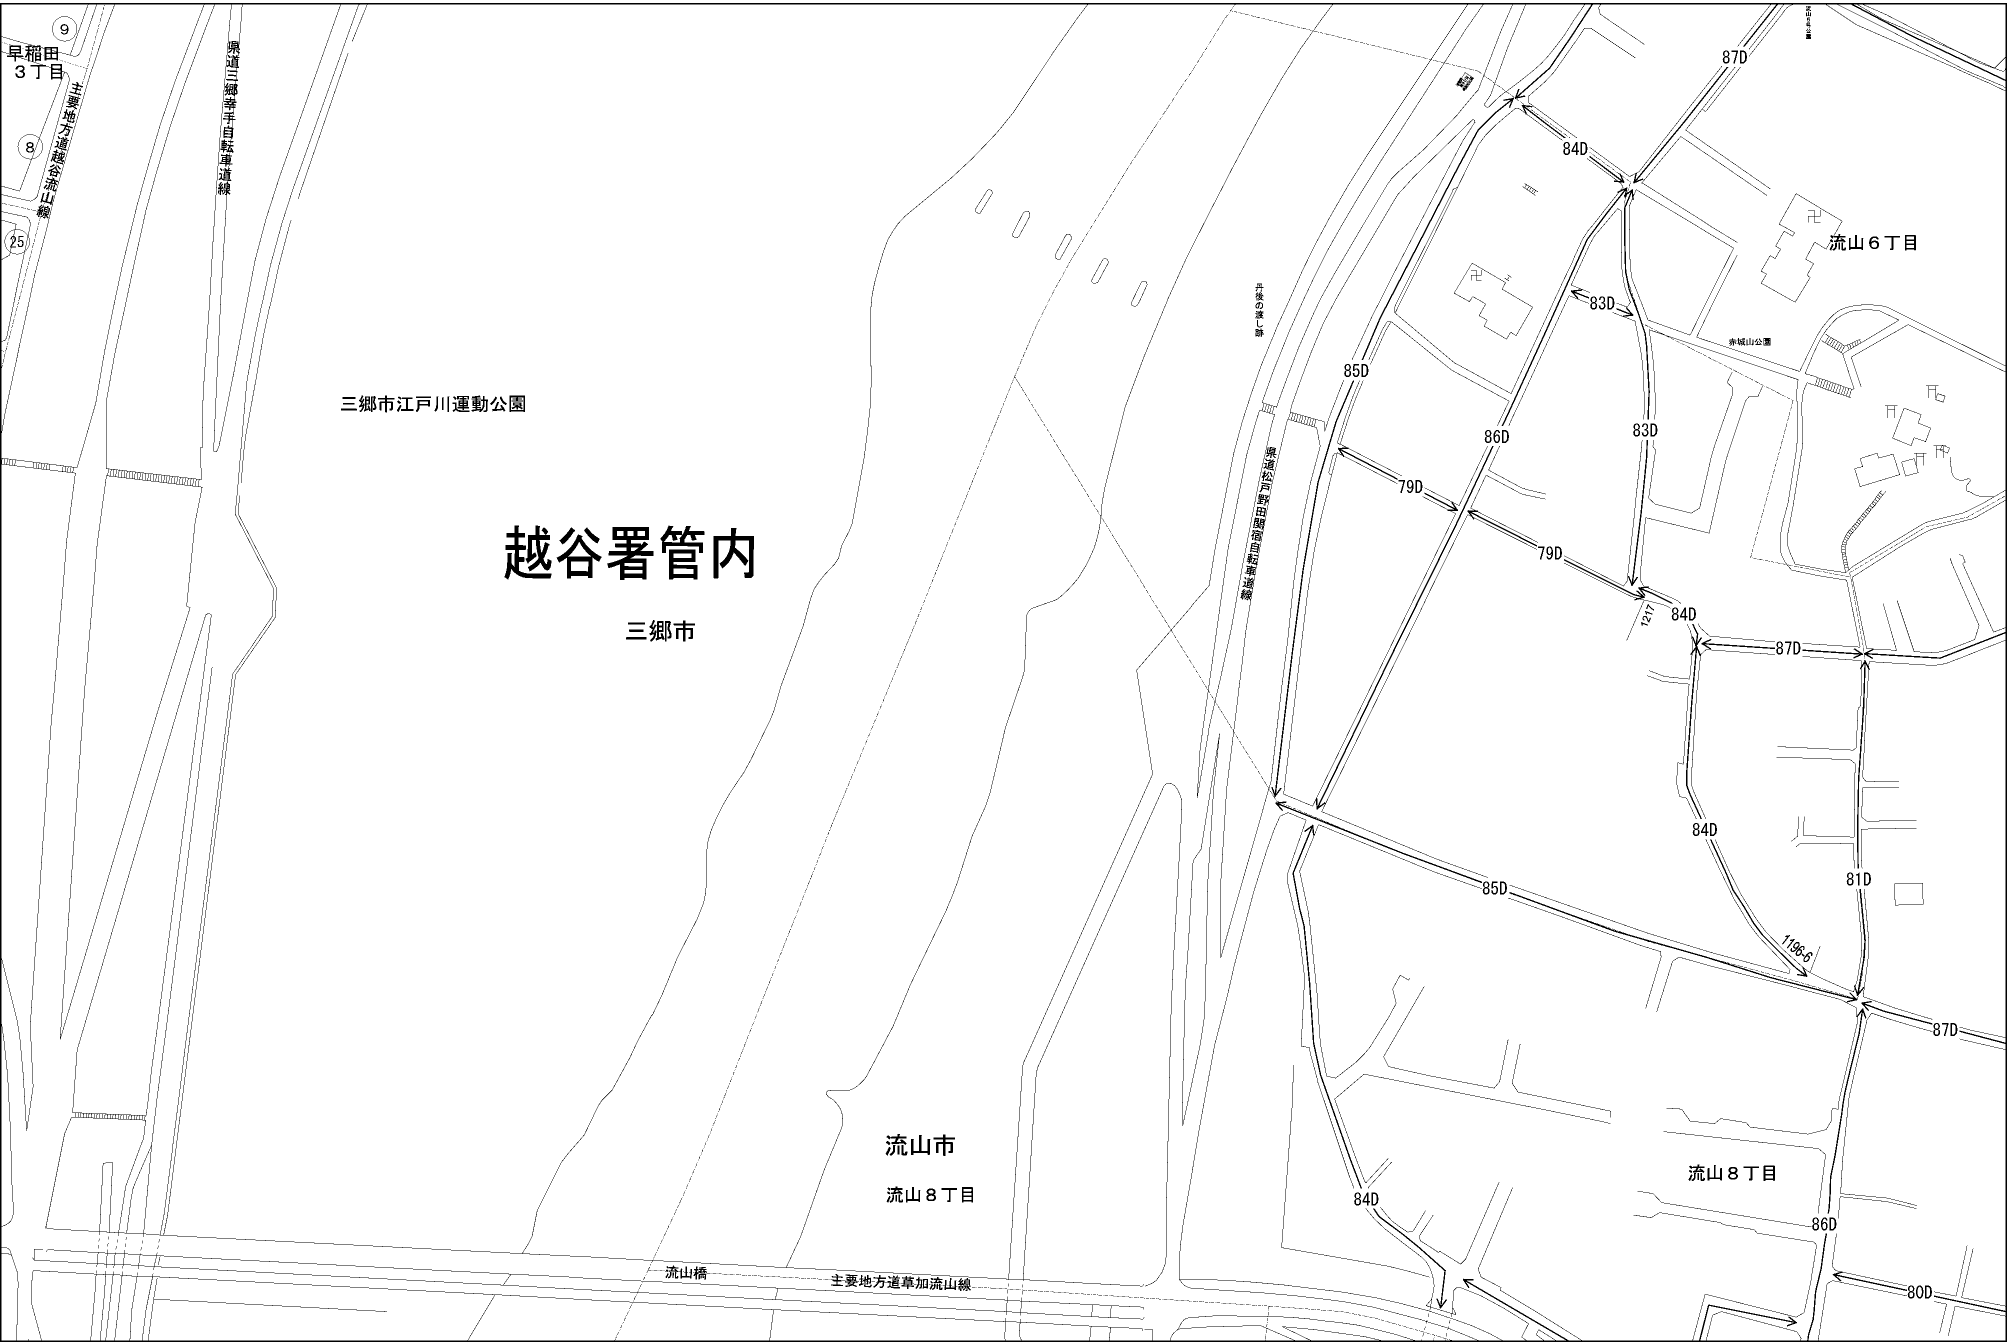 9
早稲田
３丁目
主要地方道越谷流山線
県道三郷幸手自転車道線
8
25
87D
84D
流山６丁目
83D
丹後の渡し跡
赤城山公園
85D
三郷市江戸川運動公園
86D
83D
県道松戸野田関宿自転車道線
79D
79D
越谷署管内
三郷市
1217
84D
87D
84D
81D
85D
1196-6
87D
流山市
流山８丁目
流山８丁目
84D
86D
流山橋
主要地方道草加流山線
80D